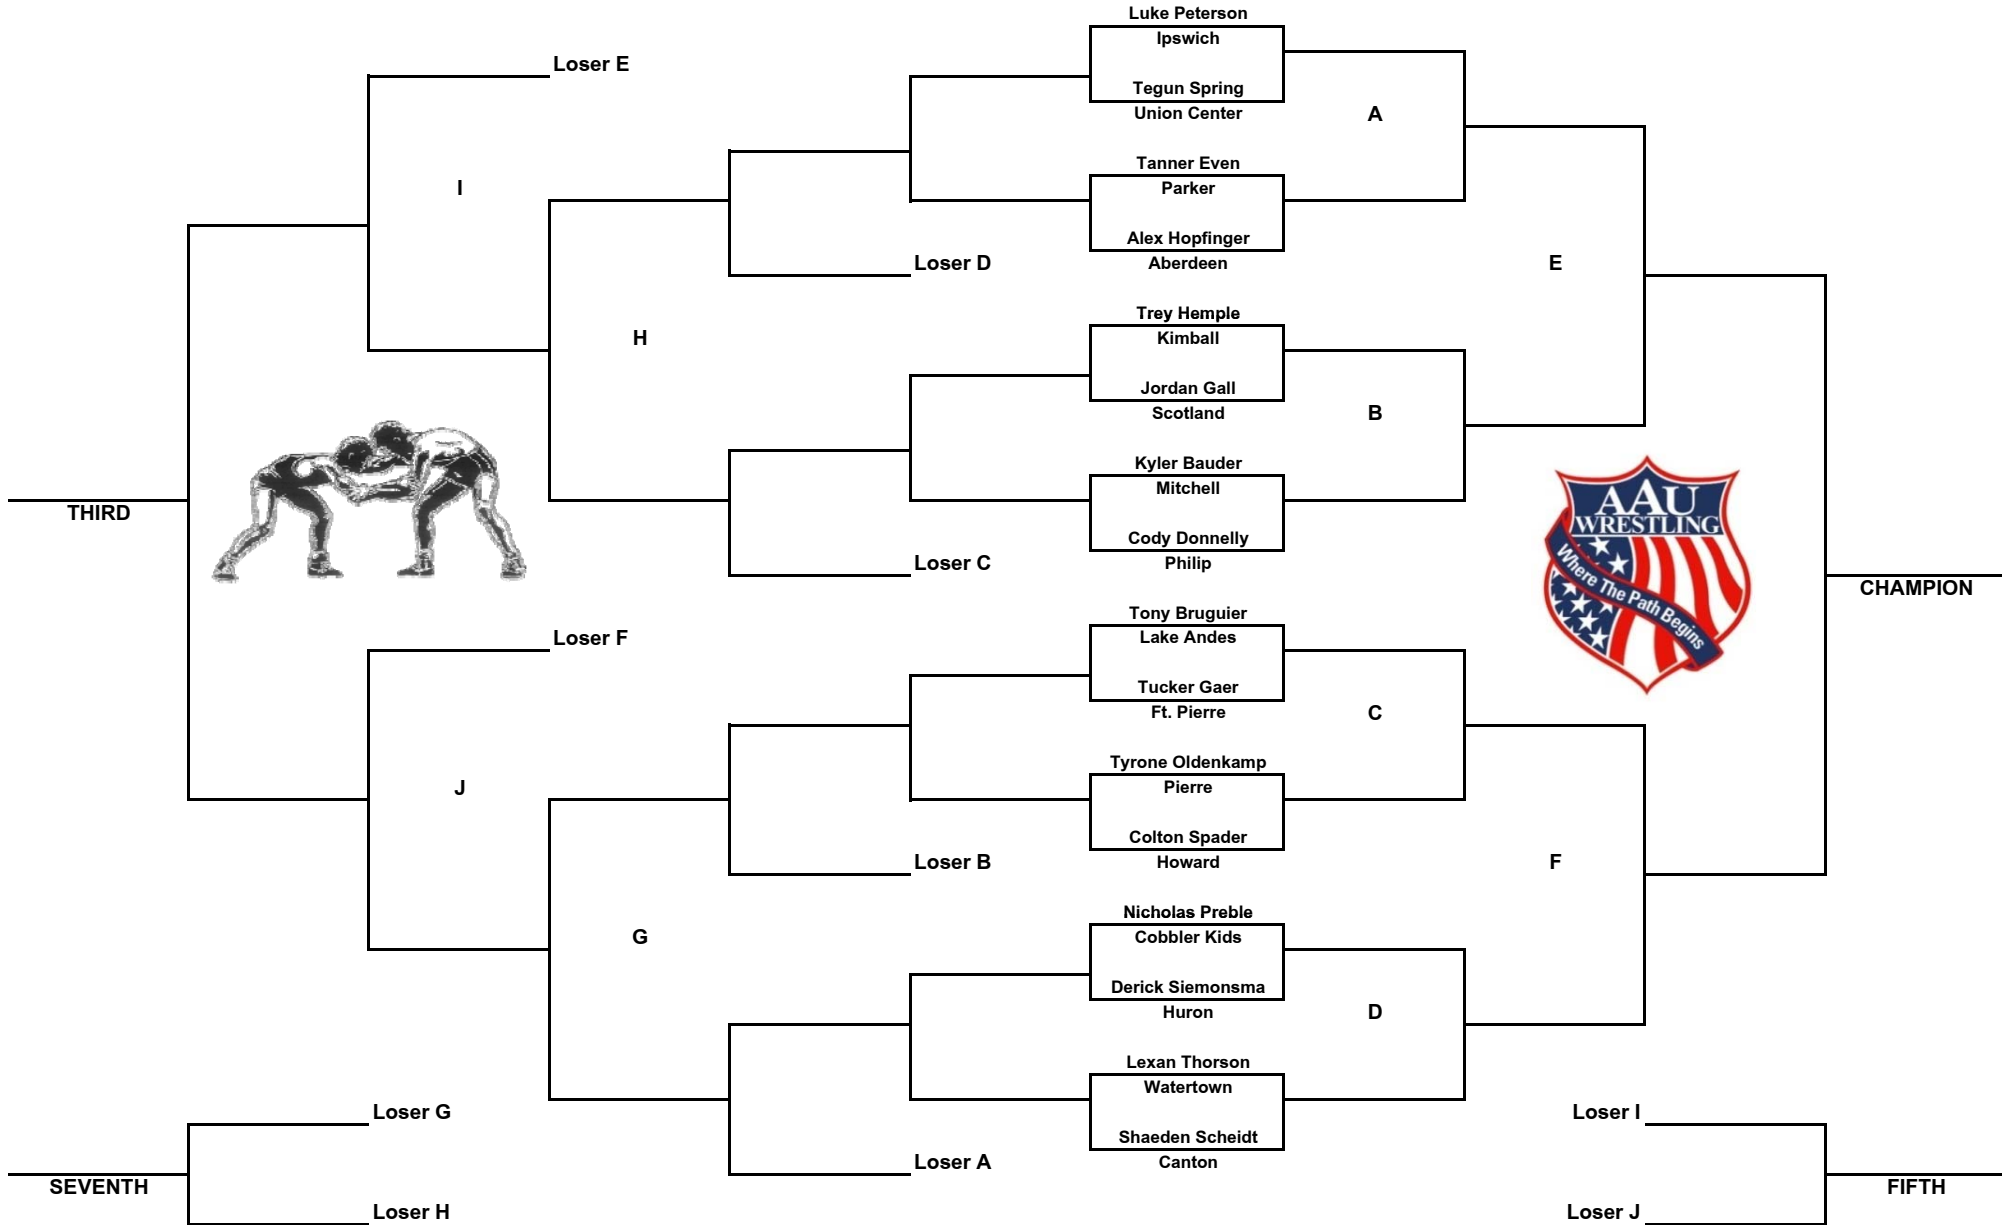 Luke Peterson
Ipswich
Loser E
Tegun Spring
Union Center
A
Tanner Even
Parker
I
Alex Hopfinger
Aberdeen
Loser D
E
Trey Hemple
Kimball
H
Jordan Gall
Scotland
B
Kyler Bauder
Mitchell
THIRD
Cody Donnelly
Philip
Loser C
AAU
WRESTLING
Where The Path Begins
CHAMPION
Tony Bruguier
Lake Andes
Loser F
Tucker Gaer
Ft. Pierre
C
Tyrone Oldenkamp
Pierre
J
Colton Spader
Howard
Loser B
F
Nicholas Preble
Cobbler Kids
G
Derick Siemonsma
Huron
D
Lexan Thorson
Watertown
Loser G
Loser I
Shaeden Scheidt
Canton
Loser A
SEVENTH
FIFTH
Loser H
Loser J